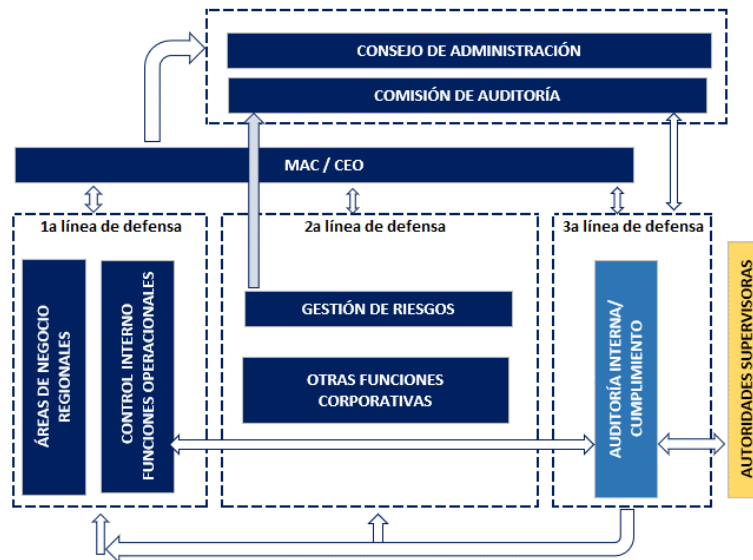 CONSEJO DE ADMINISTRACIÓN
COMISIÓN DE AUDITORÍA
MAC / CEO
1a línea de defensa
2a línea de defensa
3a línea de defensa
ÁREAS DE NEGOCIO
REGIONALES
CONTROL INTERNO
FUNCIONES OPERACIONALES
GESTIÓN DE RIESGOS
OTRAS FUNCIONES
CORPORATIVAS
AUDITORÍA INTERNA/
CUMPLIMIENTO
AUTORIDADES SUPERVISORAS